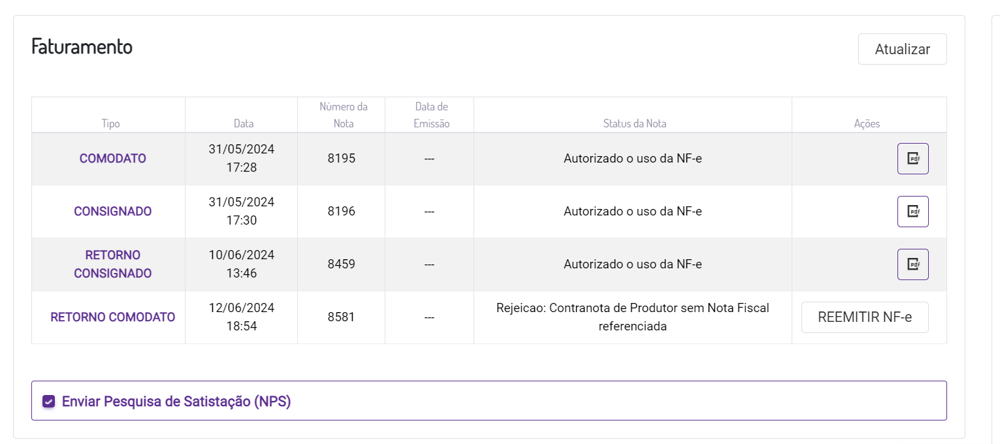 Faturamento
Atualizar
Tipo
Data
Número da
Nota
Data de
Emissão
Status da Nota
Ações
COMODATO
31/05/2024
17:28
8195
---
Autorizado o uso da NF-e
pdf
CONSIGNADO
31/05/2024
17:30
8196
---
Autorizado o uso da NF-e
pdf
RETORNO
CONSIGNADO
10/06/2024
13:46
8459
---
Autorizado o uso da NF-e
pdf
RETORNO COMODATO
12/06/2024
18:54
8581
---
Rejeicao: Contranota de Produtor sem Nota Fiscal
referenciada
REEMITIR NF-e
Enviar Pesquisa de Satistação (NPS)